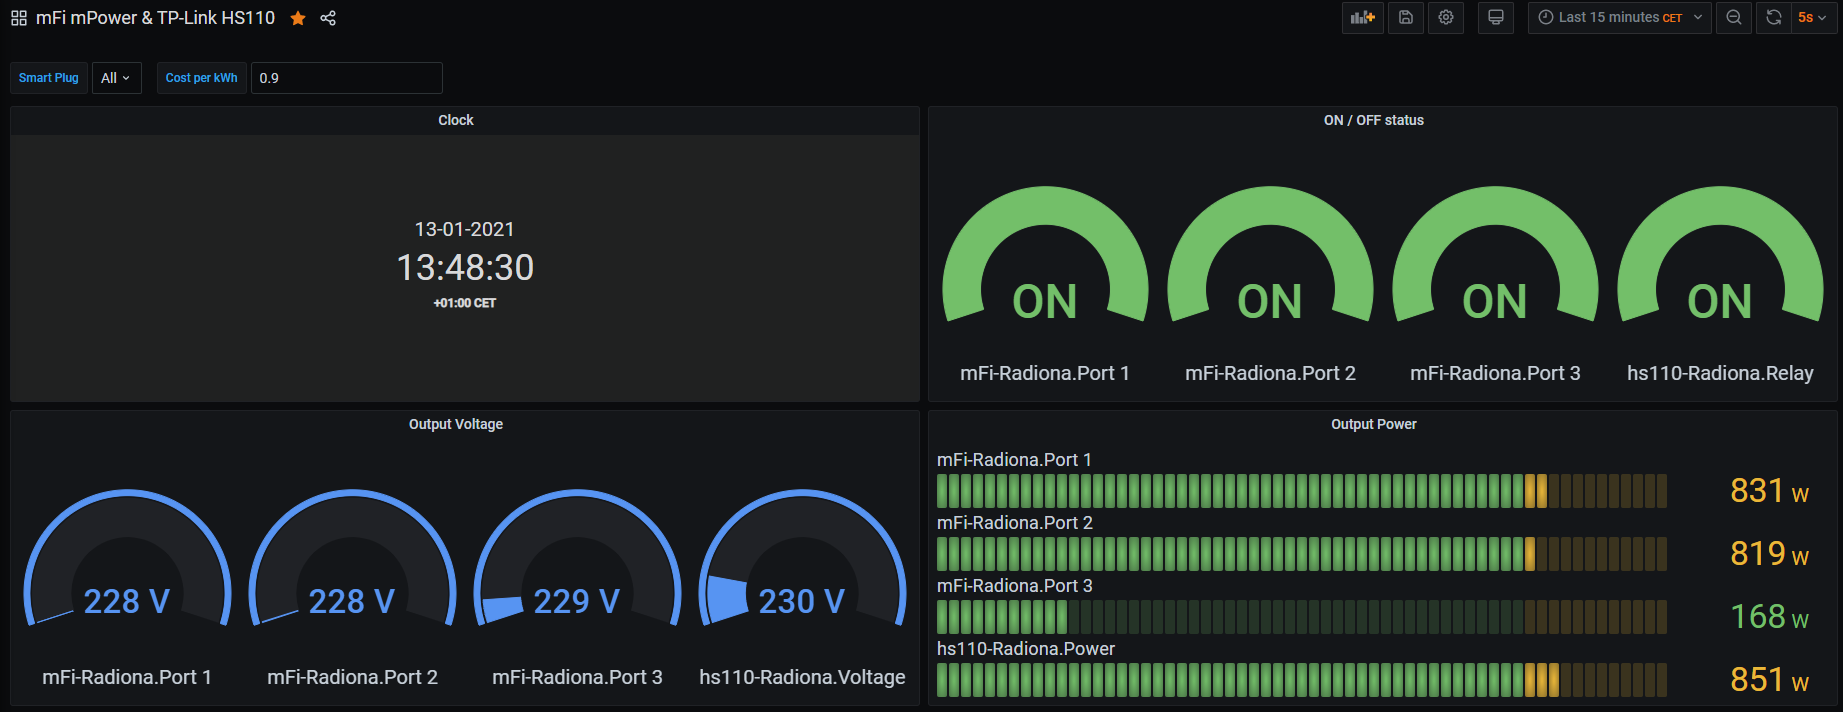 mFi mPower & TP-Link HS110
Last 15 minutes CET
5s
Smart Plug
All
Cost per kWh
0.9
Clock
13-01-2021
13:48:30
+01:00 CET
ON / OFF status
ON
ON
ON
ON
mFi-Radiona.Port 1
mFi-Radiona.Port 2
mFi-Radiona.Port 3
hs110-Radiona.Relay
Output Voltage
228 V
228 V
229 V
230 V
mFi-Radiona.Port 1
mFi-Radiona.Port 2
mFi-Radiona.Port 3
hs110-Radiona.Voltage
Output Power
mFi-Radiona.Port 1
831 W
mFi-Radiona.Port 2
819 W
mFi-Radiona.Port 3
168 W
hs110-Radiona.Power
851 W